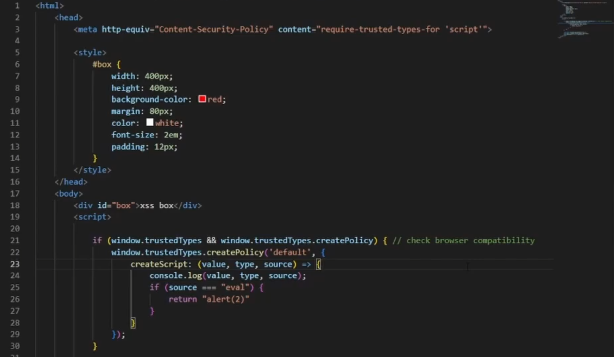 1 <html>
2 <head>
3 <meta http-equiv="Content-Security-Policy" content="require-trusted-types-for 'script'">
4
5 <style>
6 #box {
7 width: 400px;
8 height: 400px;
9 background-color: red;
10 margin: 80px;
11 color: white;
12 font-size: 2em;
13 padding: 12px;
14 }
15 </style>
16 </head>
17 <body>
18 <div id="box">xss box</div>
19 <script>
20
21 if (window.trustedTypes && window.trustedTypes.createPolicy) { // check browser compatibility
22 window.trustedTypes.createPolicy('default', {
23 createScript: (value, type, source) => {
24 console.log(value, type, source);
25 if (source === "eval") {
26 return "alert(2)"
27 }
28 }
29 });
30 }